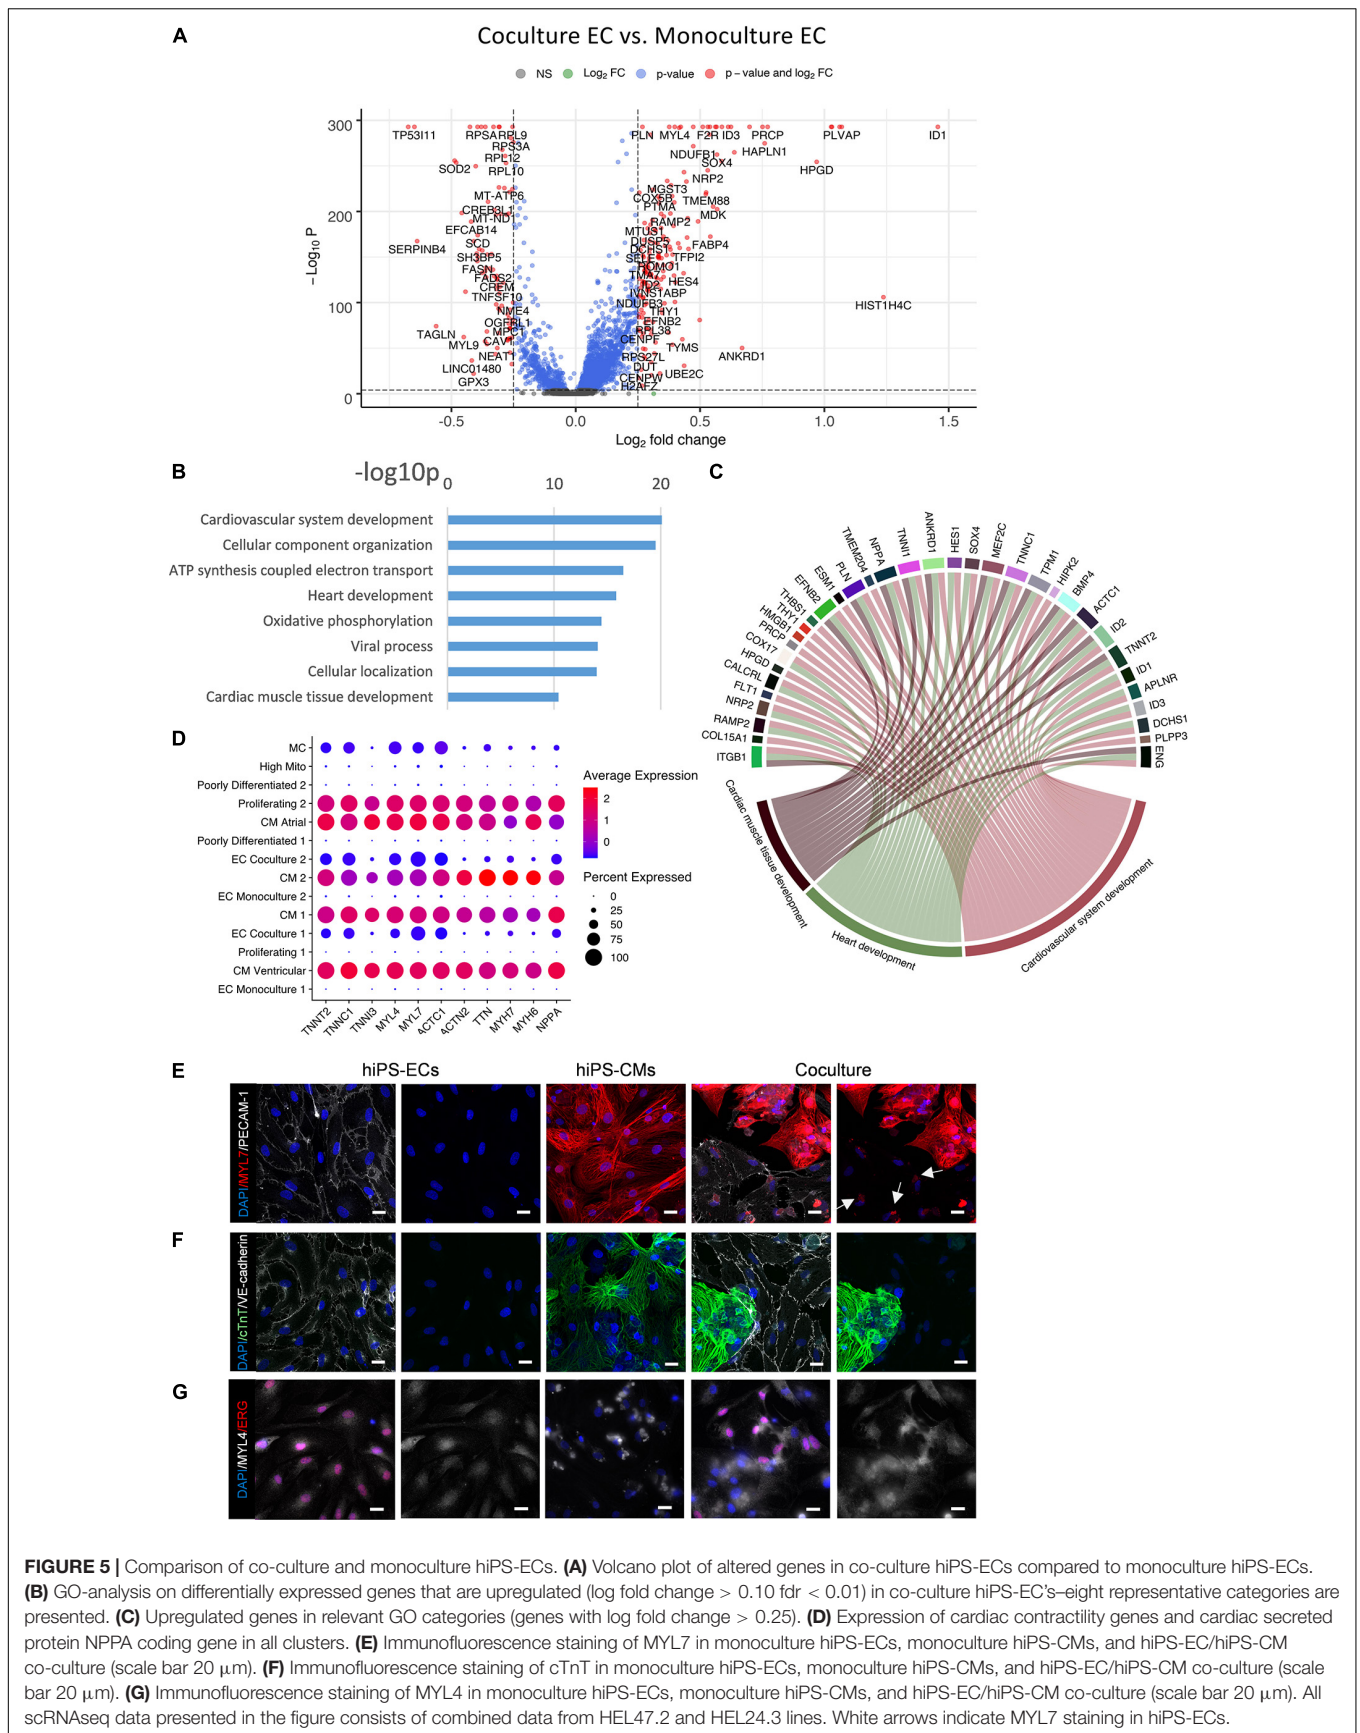 A
Coculture EC vs. Monoculture EC
NS Log2 FC p-value p – value and log2 FC
300
200
100
0
– Log10 P
TP53I11
RPSA
RPL9
RPS3A
RPL12
SOD2
RPL10
MT-ATP6
CREB3L1
MT-ND1
EFCAB14
SERPINB4
SCD
SH3BP5
FASN
FADS2
CREM
TNFSF10
NME4
OGFRL1
TAGLN
MPC1
MYL9
CAV1
NEAT1
LINC01480
GPX3
PLN
MYL4
F2R
ID3
PRCP
PLVAP
ID1
NDUFB1
HAPLN1
SOX4
HPGD
NRP2
MGST3
COX5B
TMEM88
PTMA
MDK
RAMP2
MTUS1
DUSP5
FABP4
DCHS1
SELE
TFPI2
ROMO1
TMA7
HES4
ID2
IVNS1ABP
NDUFB3
HIST1H4C
THY1
EFNB2
RPL38
CENPF
TYMS
RPS27L
ANKRD1
DUT
UBE2C
CENPW
H2AFZ
-0.5 0.0 0.5 1.0 1.5
Log2 fold change
B
-log10p
0 10 20
Cardiovascular system development
Cellular component organization
ATP synthesis coupled electron transport
Heart development
Oxidative phosphorylation
Viral process
Cellular localization
Cardiac muscle tissue development
C
ITGB1
COL15A1
RAMP2
NRP2
FLT1
CALCRL
HPGD
COX17
PRCP
HMGB1
THY1
THBS1
EFNB2
ESM1
PLN
TMEM204
NPPA
TNNI1
ANKRD1
HES1
SOX4
MEF2C
TNNC1
TPM1
HIPK2
BMP4
ACTC1
ID2
TNNT2
ID1
APLNR
ID3
DCHS1
PLPP3
ENG
Cardiac muscle tissue development
Heart development
Cardiovascular system development
D
MC
High Mito
Poorly Differentiated 2
Proliferating 2
CM Atrial
Poorly Differentiated 1
EC Coculture 2
CM 2
EC Monoculture 2
CM 1
EC Coculture 1
Proliferating 1
CM Ventricular
EC Monoculture 1
TNNT2
TNNC1
TNNI3
MYL4
MYL7
ACTC1
ACTN2
TTN
MYH7
MYH6
NPPA
Average Expression
2
1
0
Percent Expressed
0
25
50
75
100
E
hiPS-ECs hiPS-CMs Coculture
DAPI/MYL7/PECAM-1
F
DAPI/cTnT/VE-cadherin
G
DAPI/MYL4/ERG
FIGURE 5 | Comparison of co-culture and monoculture hiPS-ECs. (A) Volcano plot of altered genes in co-culture hiPS-ECs compared to monoculture hiPS-ECs.
(B) GO-analysis on differentially expressed genes that are upregulated (log fold change > 0.10 fdr < 0.01) in co-culture hiPS-EC's–eight representative categories are
presented. (C) Upregulated genes in relevant GO categories (genes with log fold change > 0.25). (D) Expression of cardiac contractility genes and cardiac secreted
protein NPPA coding gene in all clusters. (E) Immunofluorescence staining of MYL7 in monoculture hiPS-ECs, monoculture hiPS-CMs, and hiPS-EC/hiPS-CM
co-culture (scale bar 20 μm). (F) Immunofluorescence staining of cTnT in monoculture hiPS-ECs, monoculture hiPS-CMs, and hiPS-EC/hiPS-CM co-culture (scale
bar 20 μm). (G) Immunofluorescence staining of MYL4 in monoculture hiPS-ECs, monoculture hiPS-CMs, and hiPS-EC/hiPS-CM co-culture (scale bar 20 μm). All
scRNAseq data presented in the figure consists of combined data from HEL47.2 and HEL24.3 lines. White arrows indicate MYL7 staining in hiPS-ECs.